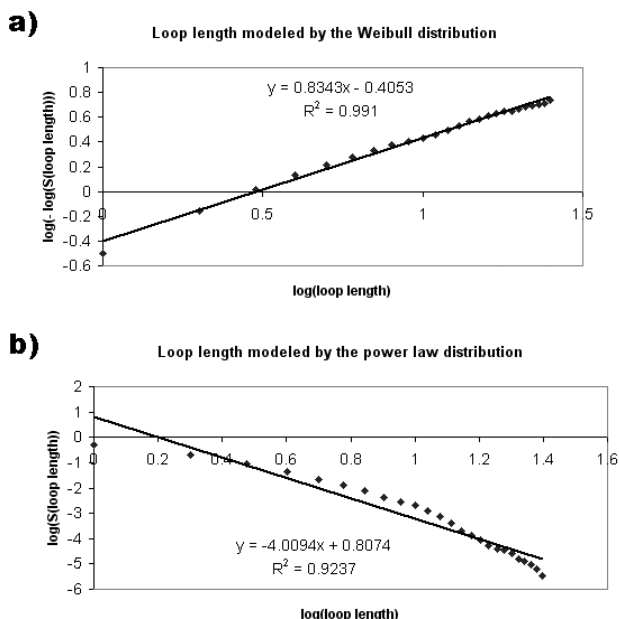 a)
Loop length modeled by the Weibull distribution
y = 0.8343x - 0.4053
R² = 0.991
log(- log(S(loop length)))
1
0.8
0.6
0.4
0.2
0
-0.2
-0.4
-0.6
0
0.5
1
1.5
log(loop length)
b)
Loop length modeled by the power law distribution
log(S(loop length))
2
1
0
-1
-2
-3
-4
-5
-6
0
0.2
0.4
0.6
0.8
1
1.2
1.4
1.6
y = -4.0094x + 0.8074
R² = 0.9237
log(loop length)